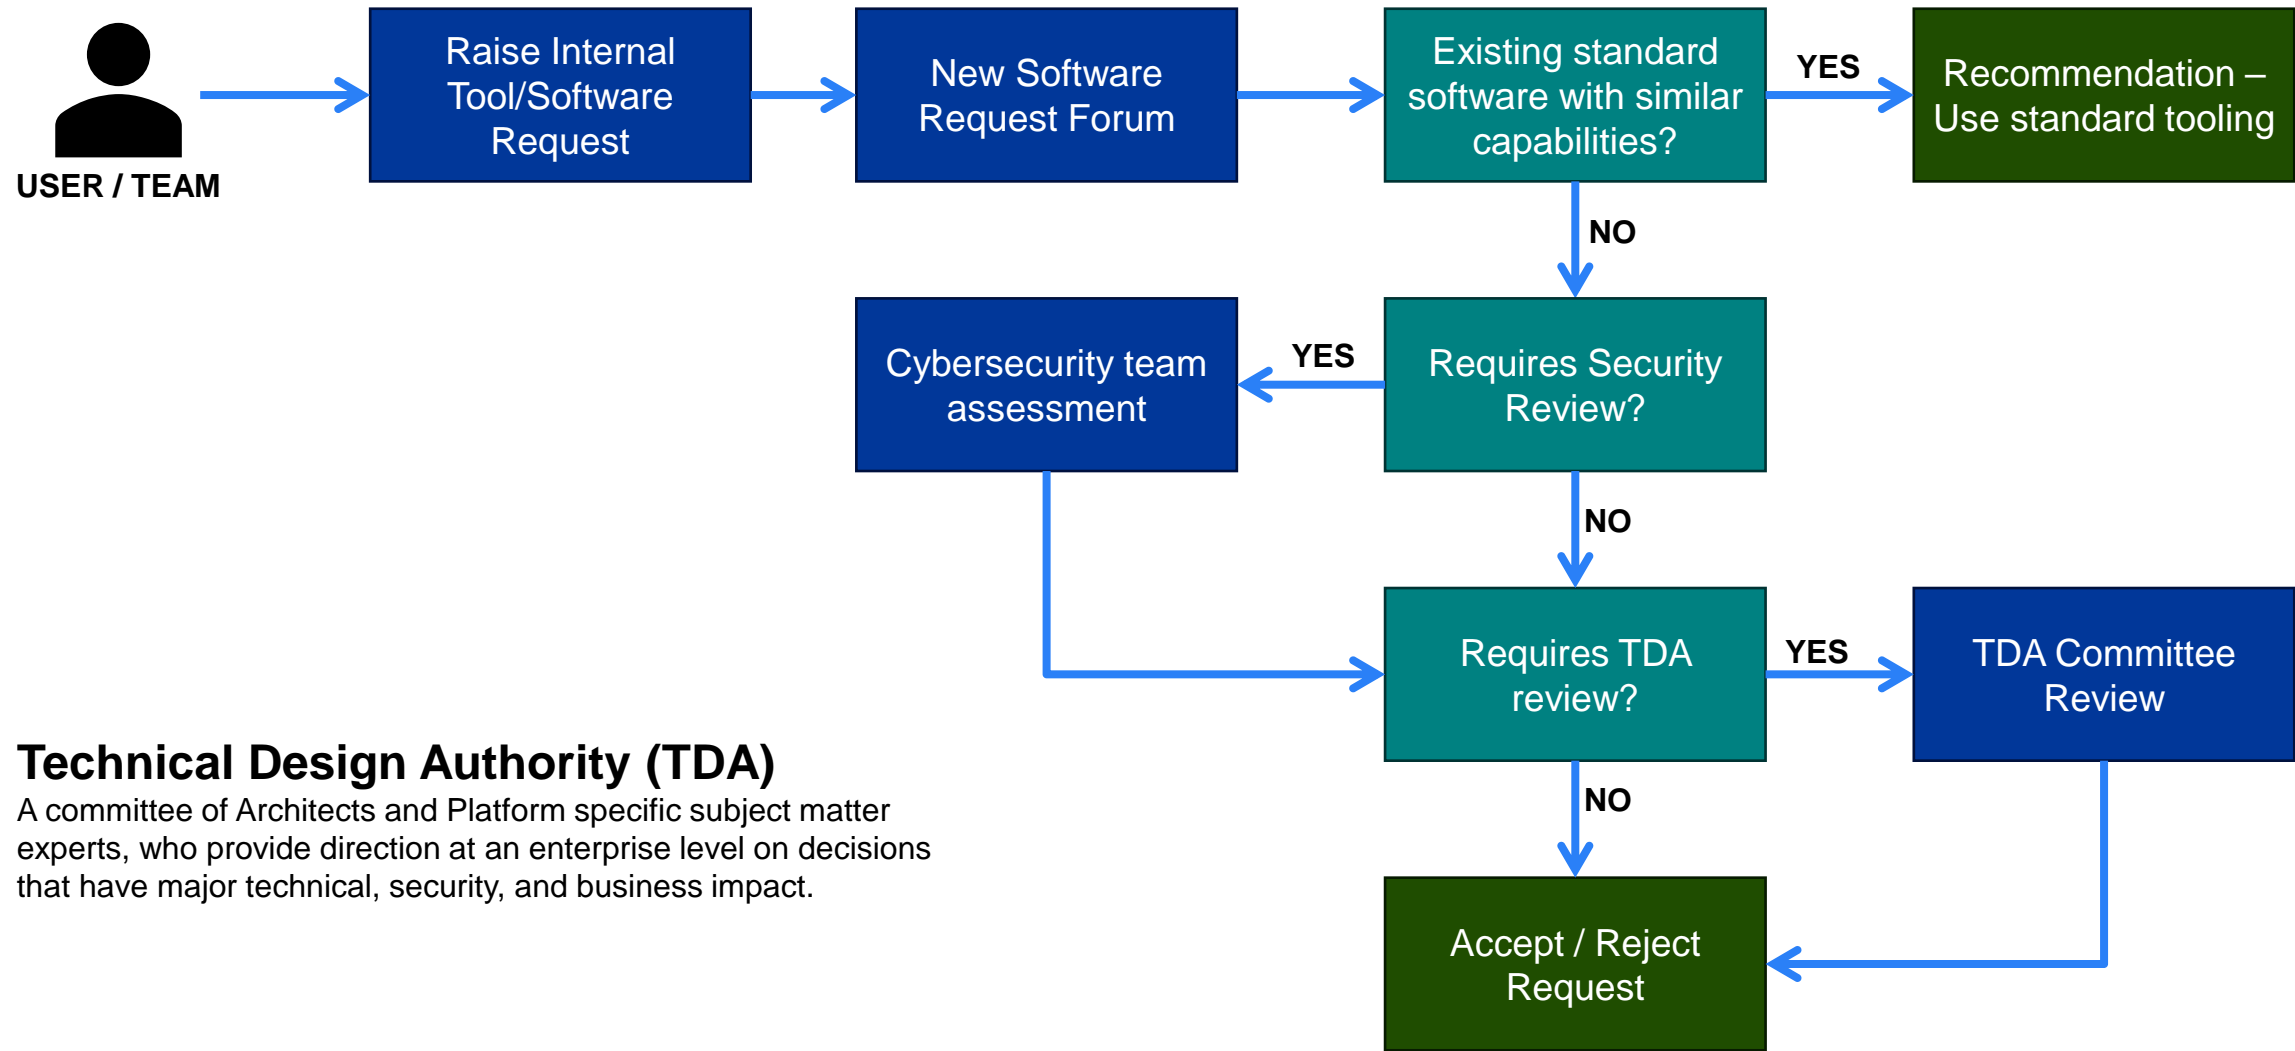 USER / TEAM
Raise Internal
Tool/Software
Request
New Software
Request Forum
Existing standard
software with similar
capabilities?
YES
Recommendation –
Use standard tooling
NO
Cybersecurity team
assessment
YES
Requires Security
Review?
NO
Requires TDA
review?
YES
TDA Committee
Review
NO
Accept / Reject
Request
Technical Design Authority (TDA)
A committee of Architects and Platform specific subject matter
experts, who provide direction at an enterprise level on decisions
that have major technical, security, and business impact.